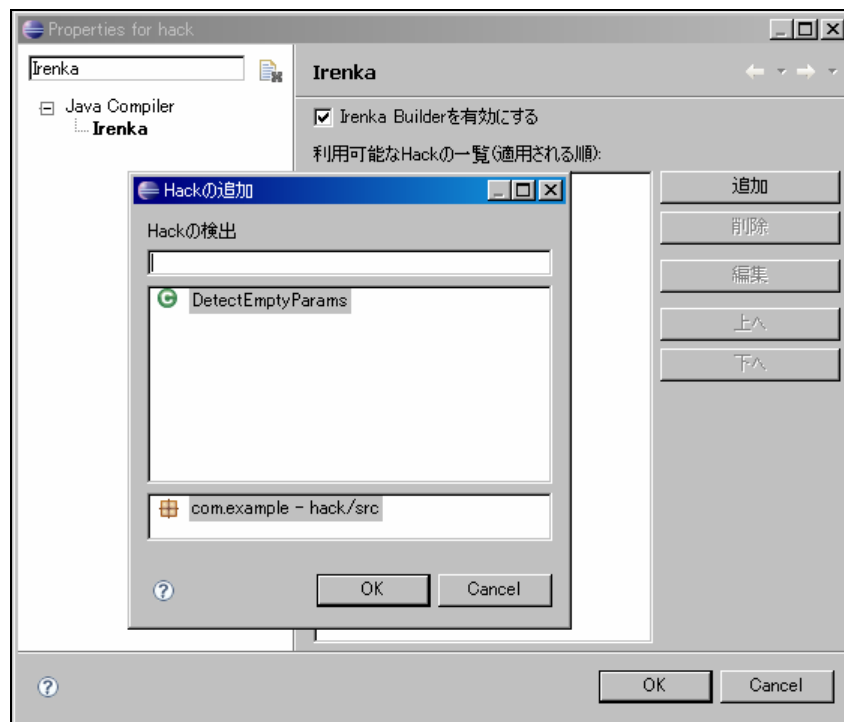 Properties for hack
Irenka
Java Compiler
Irenka
Irenka
Irenka Builderを有効にする
利用可能なHackの一覧(適用される順):
追加
削除
編集
上へ
下へ
Hackの追加
Hackの検出
DetectEmptyParams
com.example - hack/src
OK
Cancel
OK
Cancel